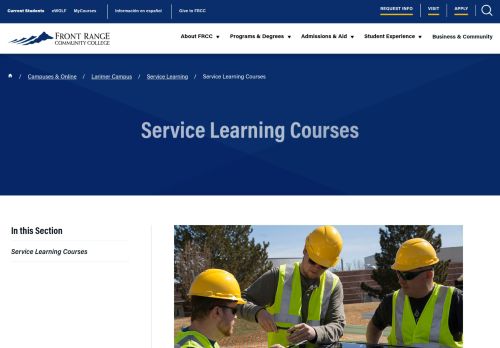 Current Students eWOLF MyCourses Información en español Give to FRCC REQUEST INFO VISIT APPLY
FRONT RANGE
COMMUNITY COLLEGE
About FRCC Programs & Degrees Admissions & Aid Student Experience Business & Community
/ Campuses & Online / Larimer Campus / Service Learning / Service Learning Courses
Service Learning Courses
In this Section
Service Learning Courses